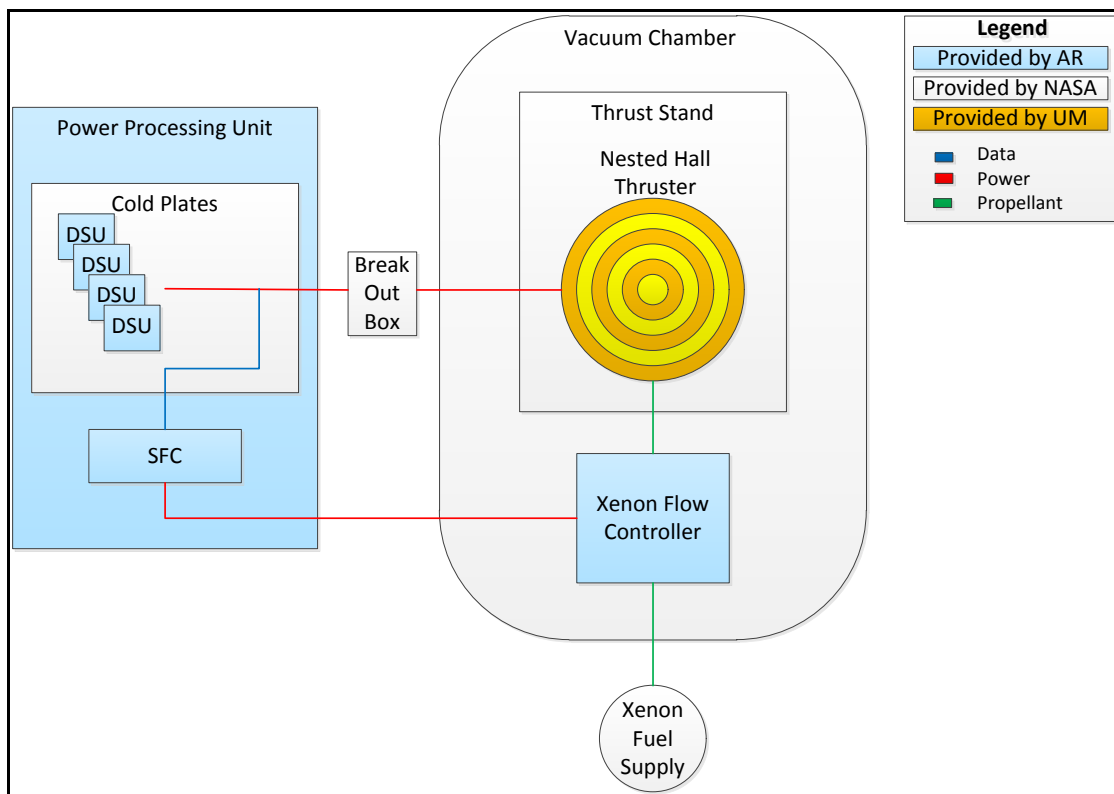 Legend
Provided by AR
Provided by NASA
Provided by UM
Data
Power
Propellant
Vacuum Chamber
Thrust Stand
Nested Hall
Thruster
Power Processing Unit
Cold Plates
DSU
DSU
DSU
DSU
Break
Out
Box
SFC
Xenon Flow
Controller
Xenon
Fuel
Supply